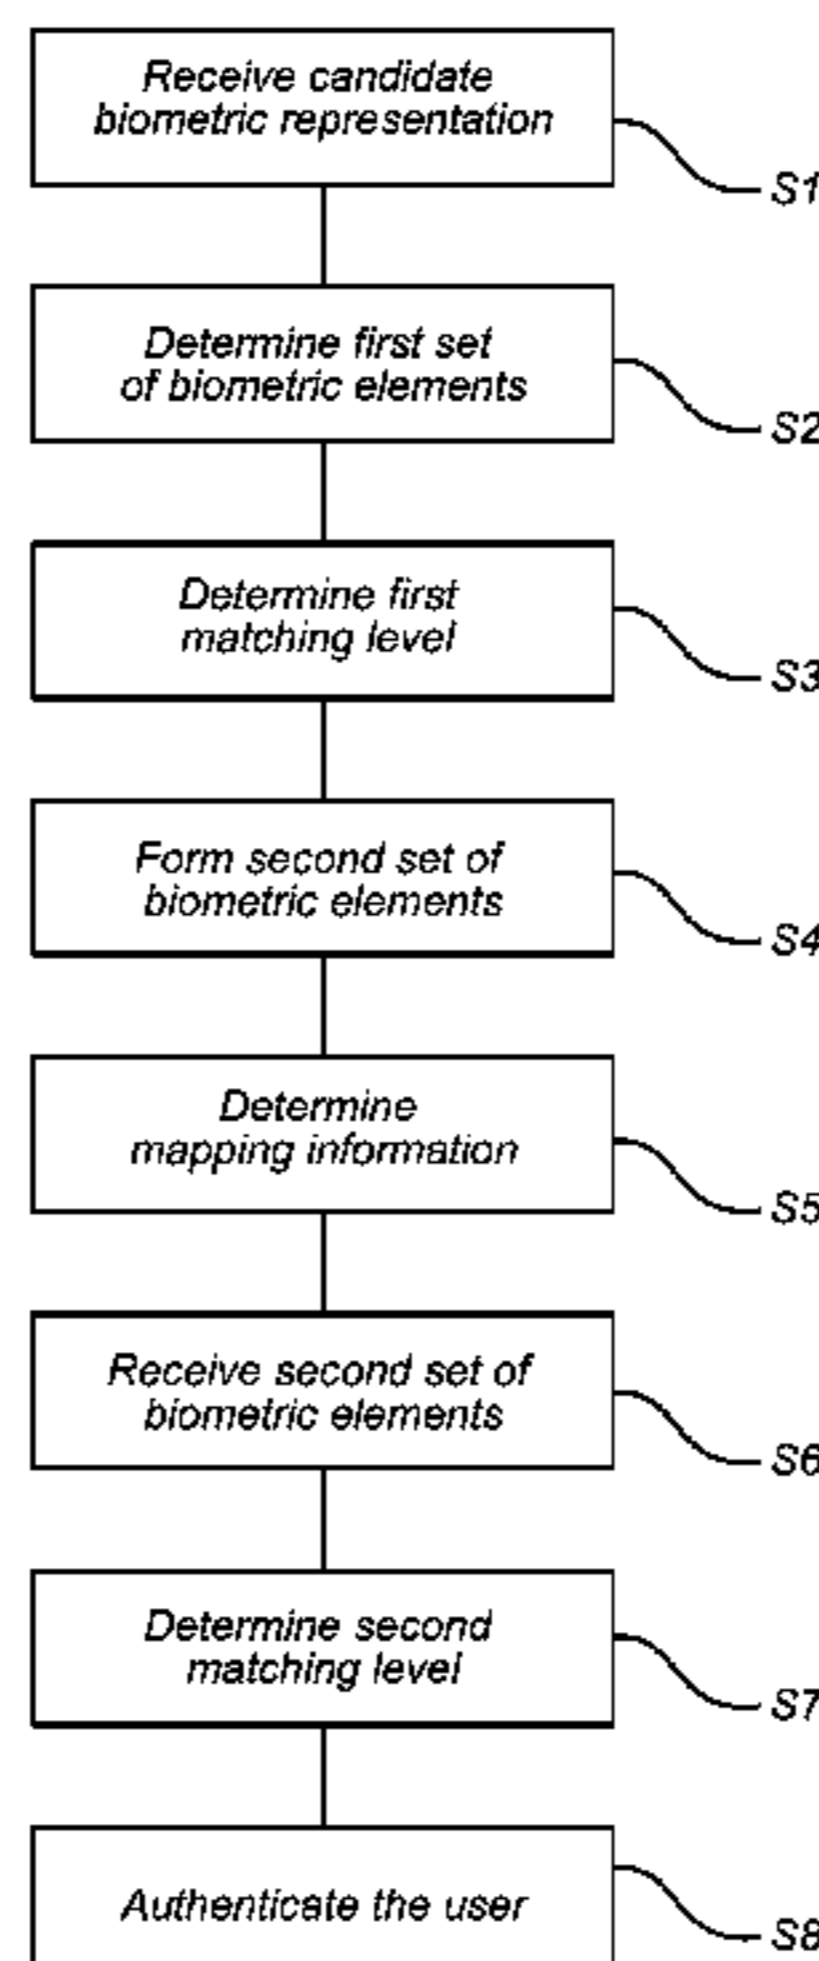 Receive candidate
biometric representation
S1
Determine first set
of biometric elements
S2
Determine first
matching level
S3
Form second set of
biometric elements
S4
Determine
mapping information
S5
Receive second set of
biometric elements
S6
Determine second
matching level
S7
Authenticate the user
S8